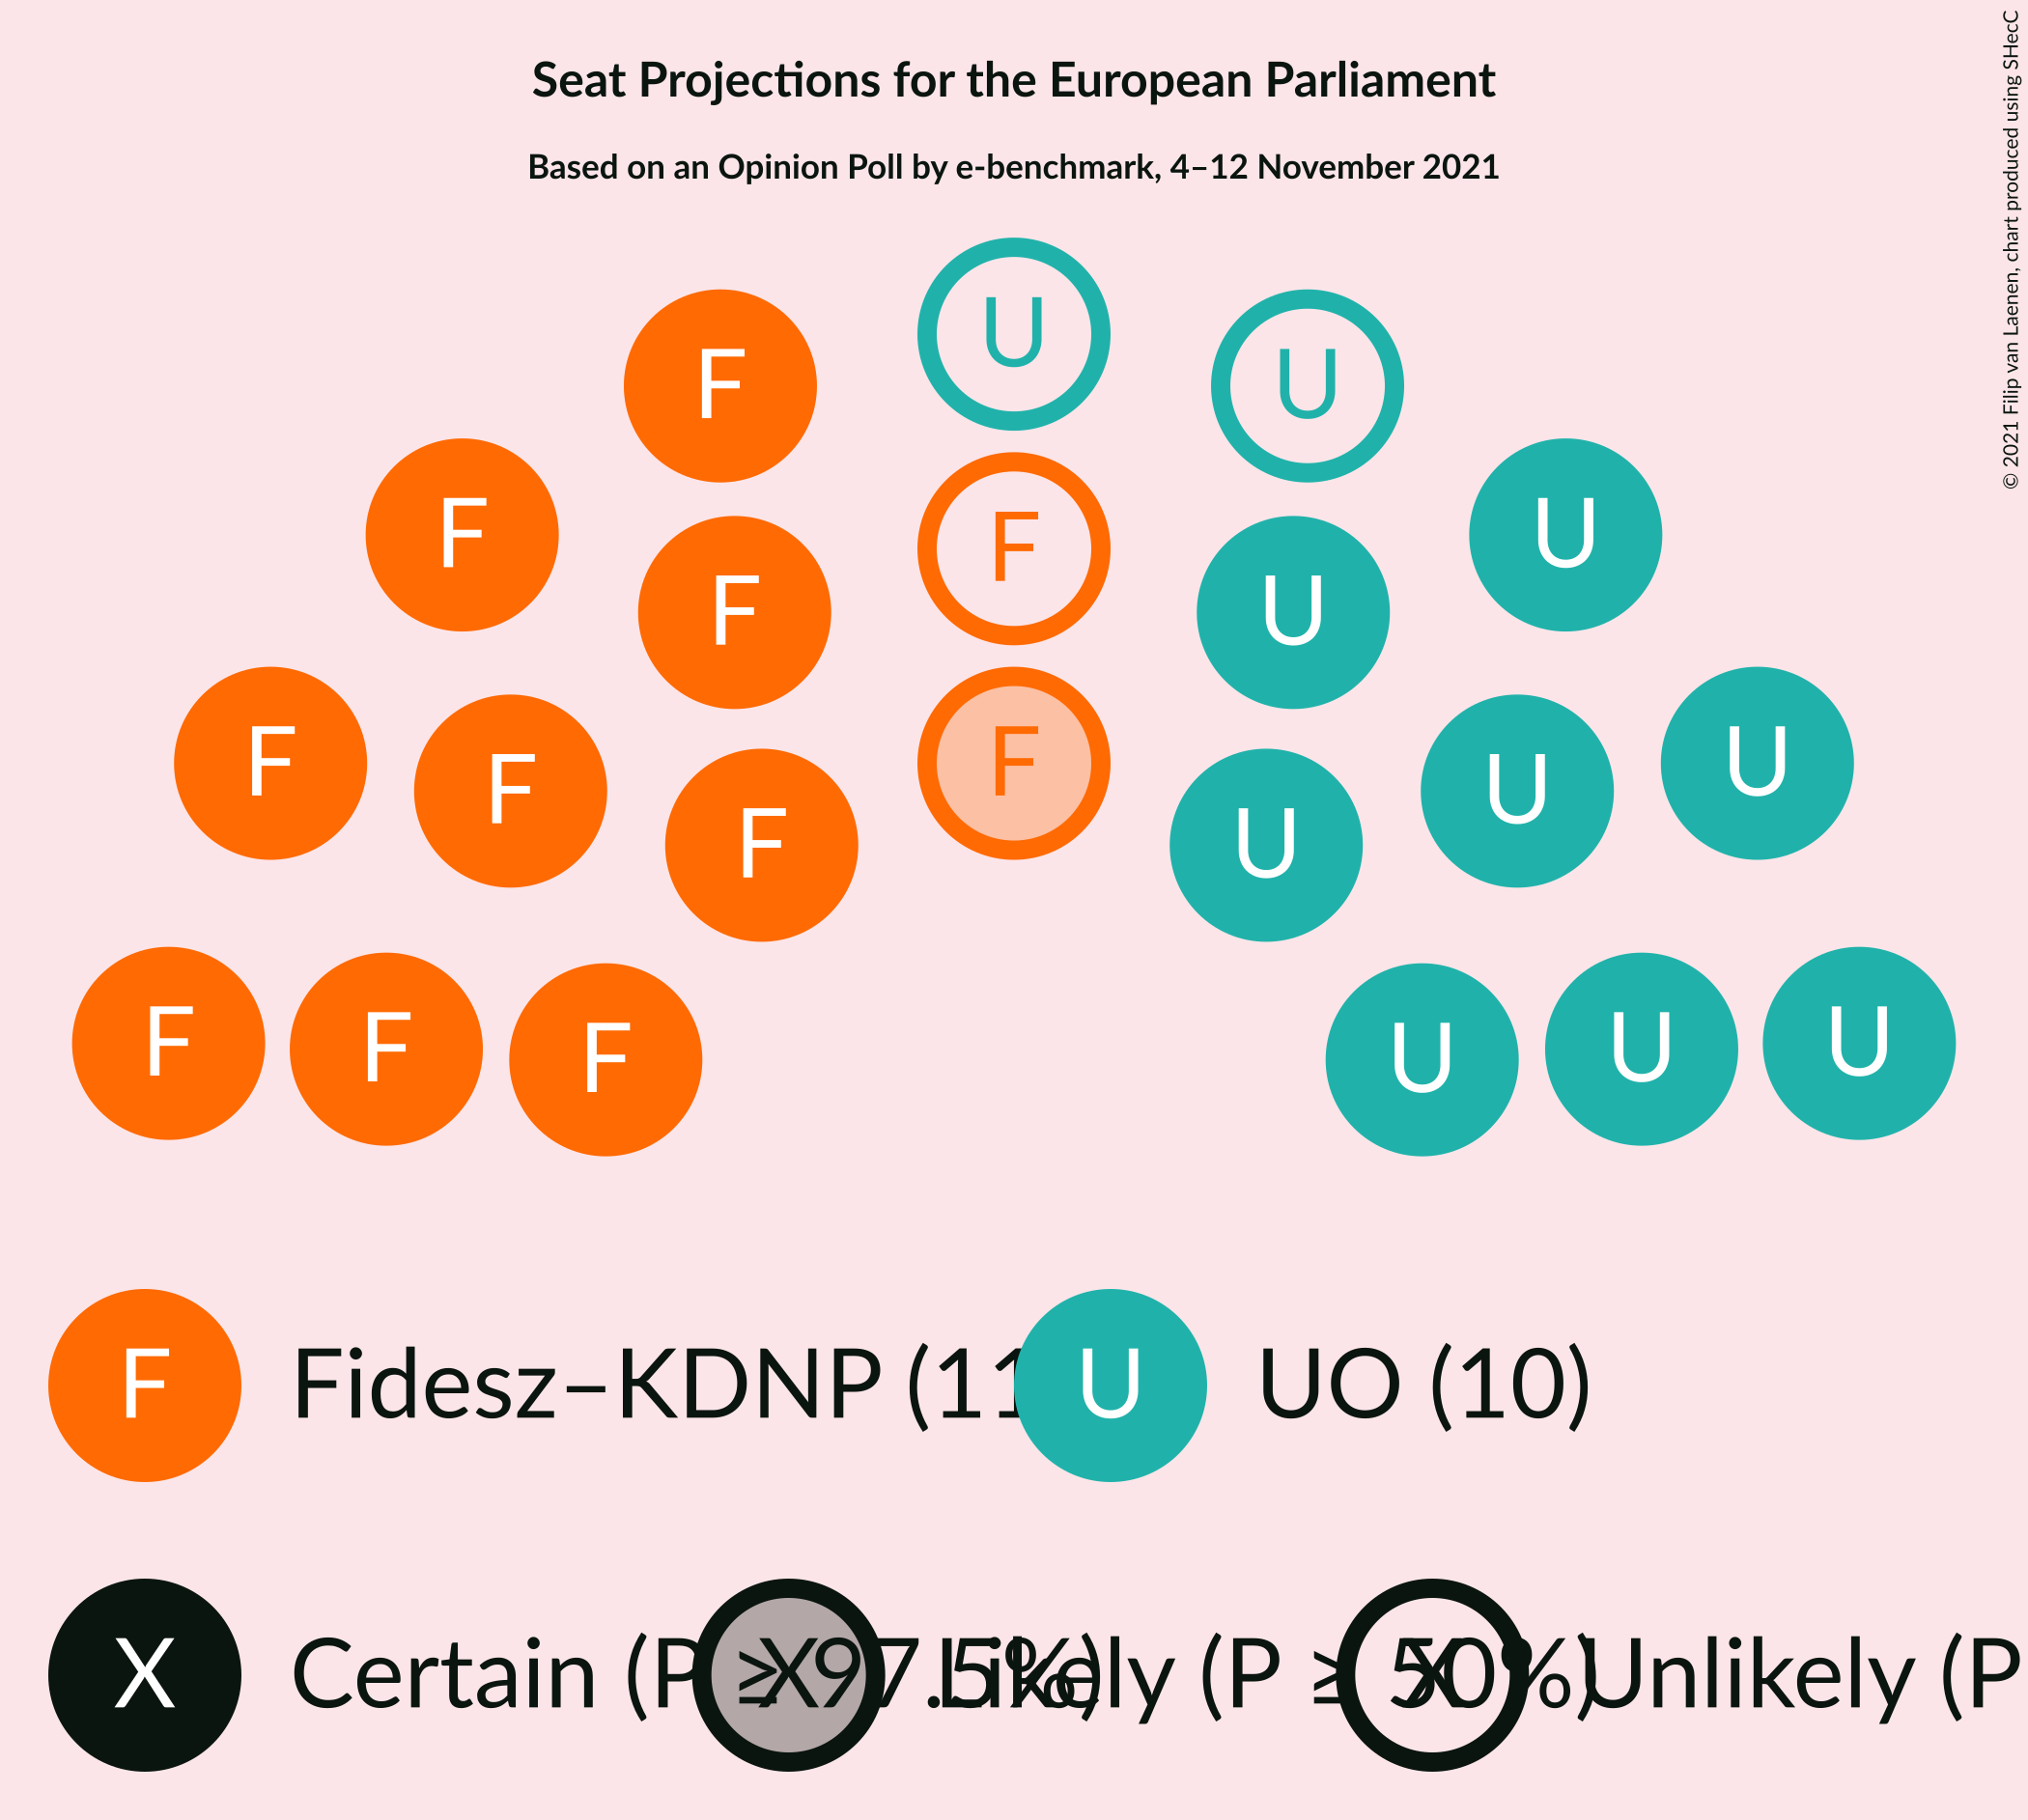 Seat Projections for the European Parliament
Based on an Opinion Poll by e-benchmark, 4–12 November 2021
© 2021 Filip van Laenen, chart produced using SHecC
U
F U
F F U
F U
F F U
F F U U
F U
F F F U U U
F Fidesz–KDNP (11 U UO (10)
X Certain (P ≥ 97.5%) X Likely (P ≥ 50%) X Unlikely (P